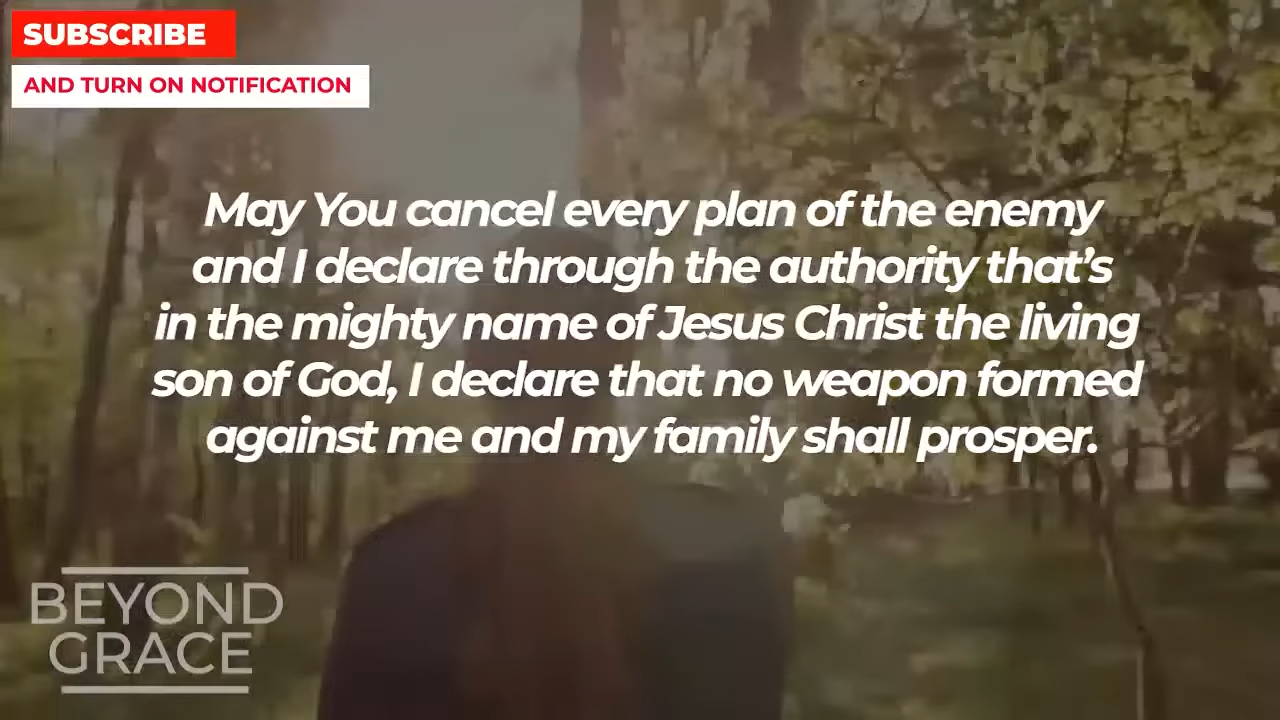 SUBSCRIBE
AND TURN ON NOTIFICATION
May You cancel every plan of the enemy
and I declare through the authority that’s
in the mighty name of Jesus Christ the living
son of God, I declare that no weapon formed
against me and my family shall prosper.
BEYOND
GRACE